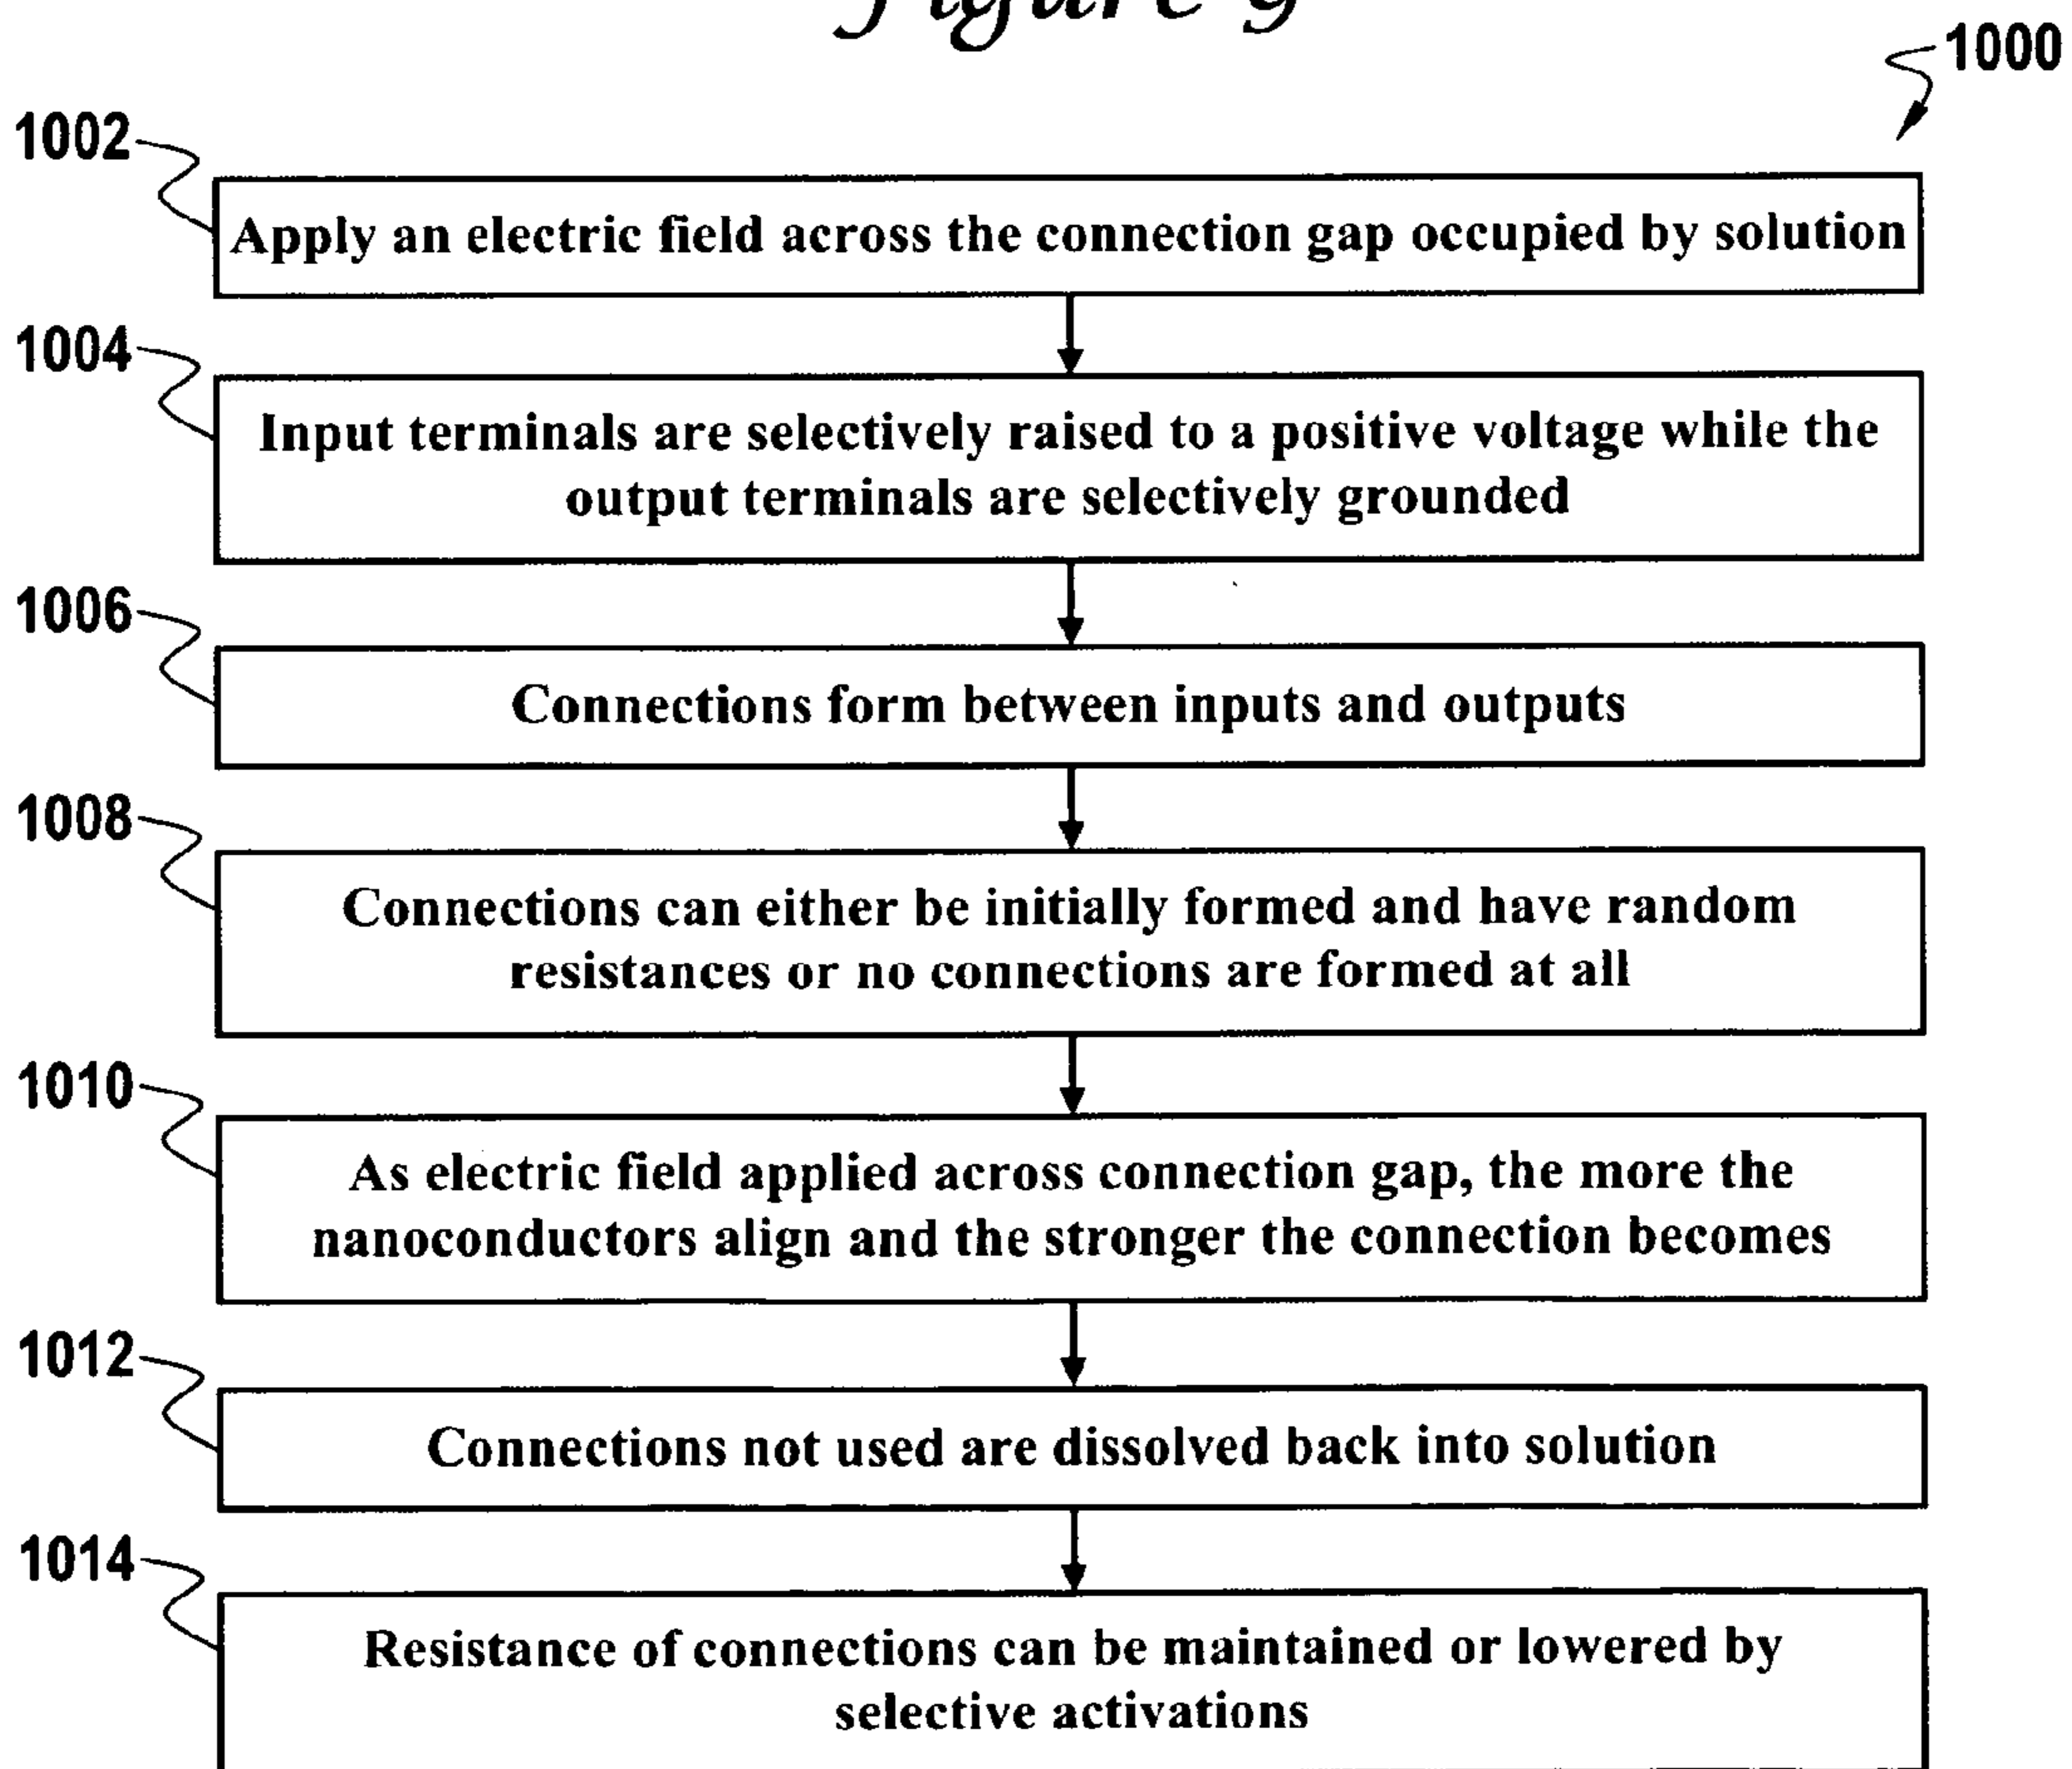 Figure 9
1000
1002
Apply an electric field across the connection gap occupied by solution
1004
Input terminals are selectively raised to a positive voltage while the
output terminals are selectively grounded
1006
Connections form between inputs and outputs
1008
Connections can either be initially formed and have random
resistances or no connections are formed at all
1010
As electric field applied across connection gap, the more the
nanoconductors align and the stronger the connection becomes
1012
Connections not used are dissolved back into solution
1014
Resistance of connections can be maintained or lowered by
selective activations